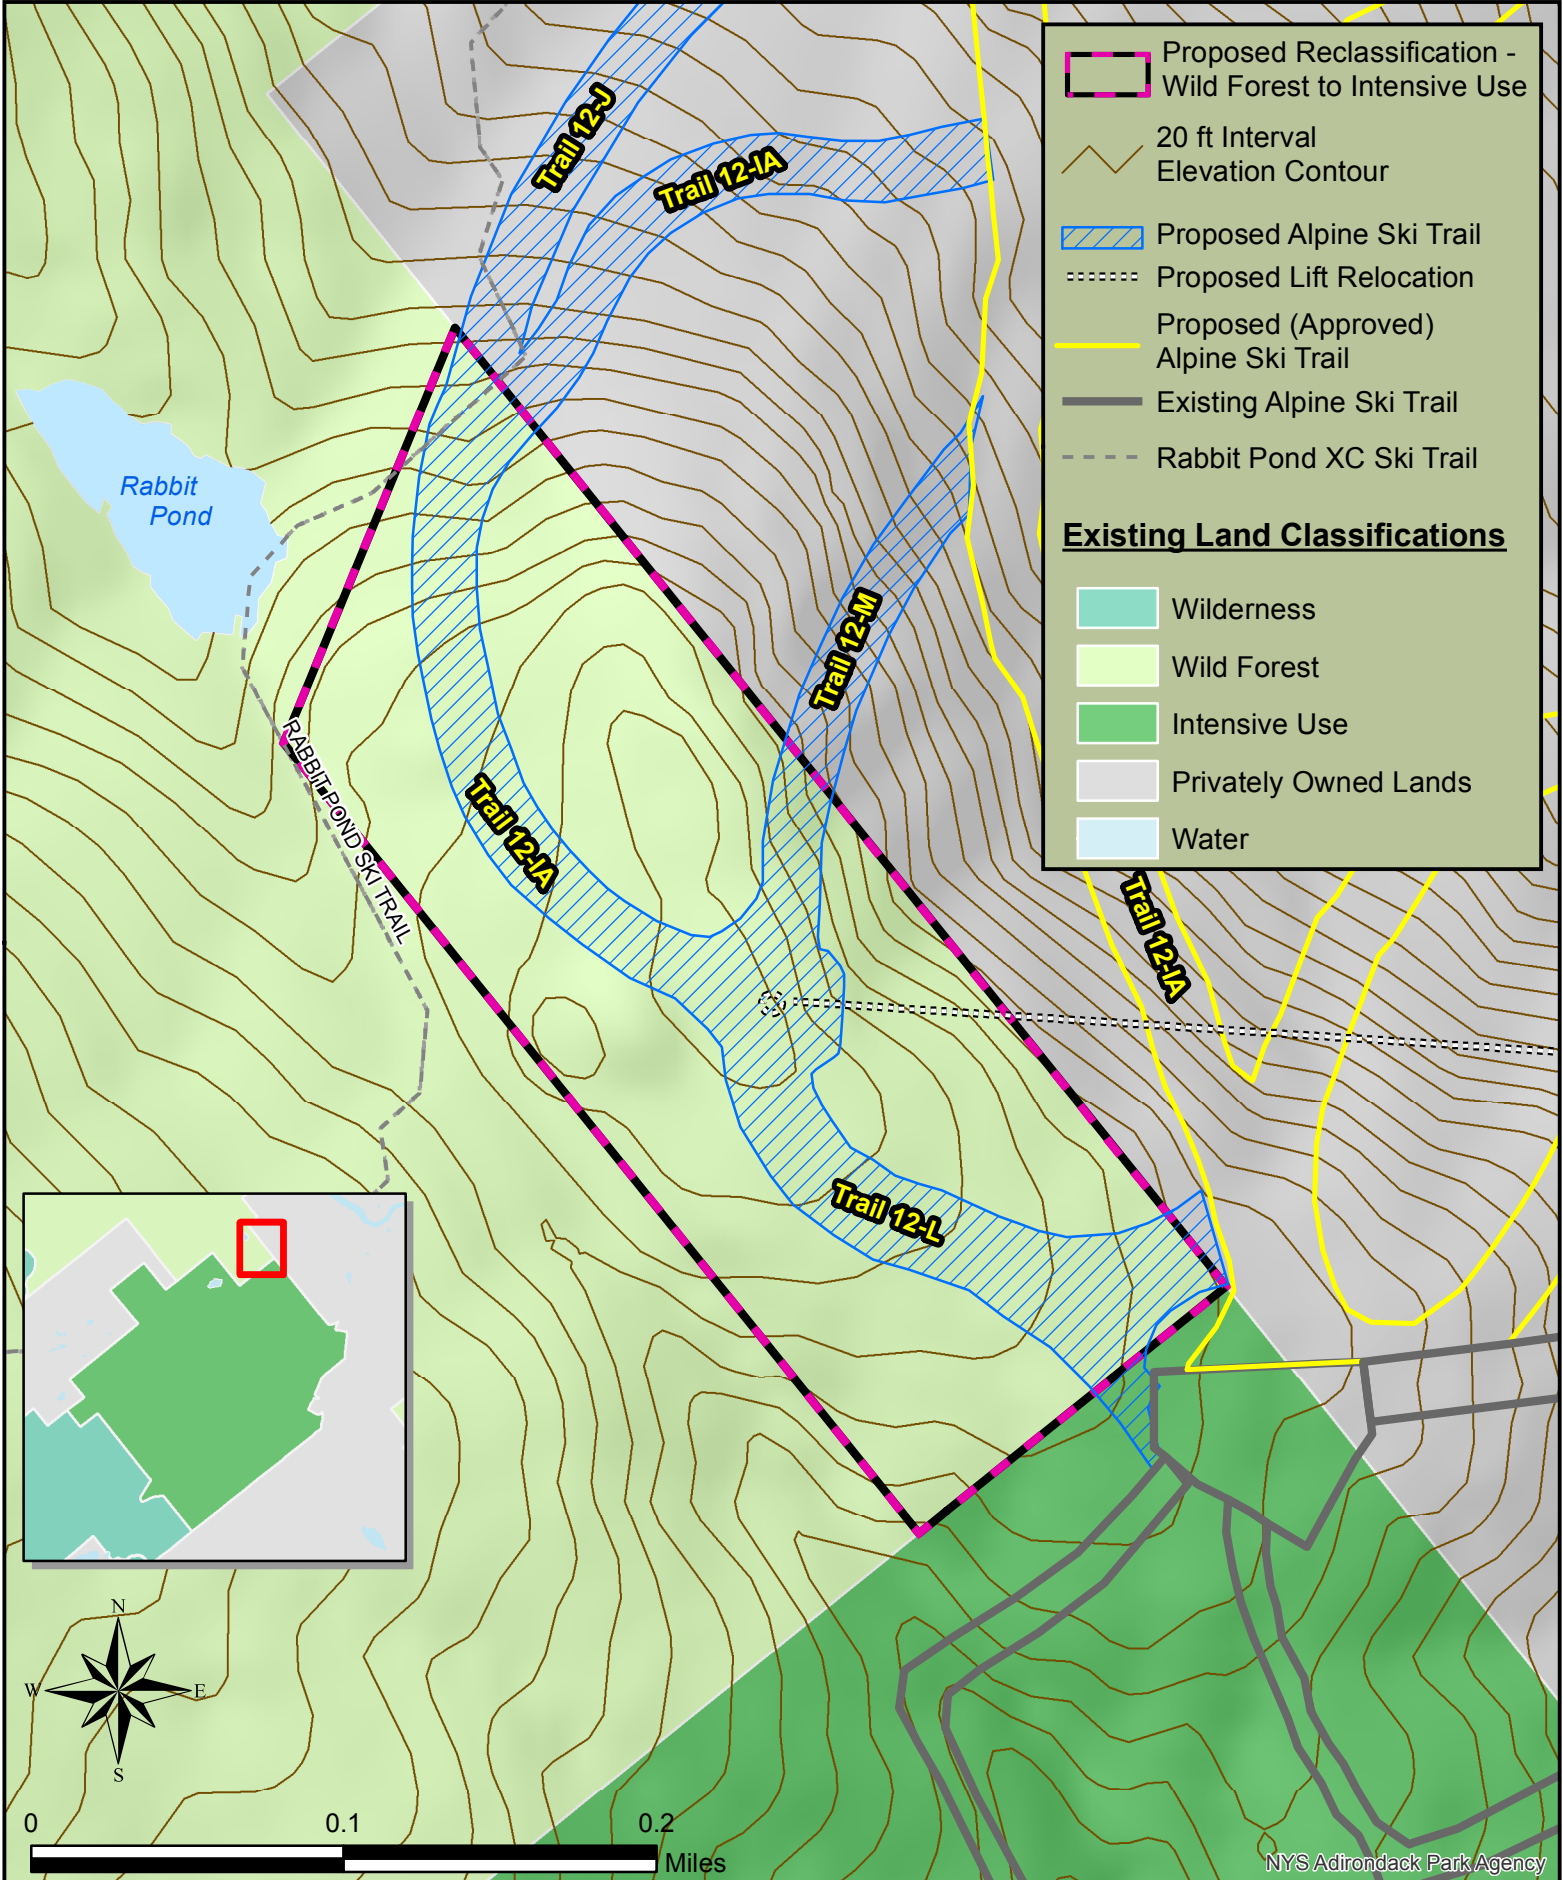 Trail 12-J
Trail 12-IA
Proposed Reclassification -
Wild Forest to Intensive Use
20 ft Interval
Elevation Contour
Proposed Alpine Ski Trail
Proposed Lift Relocation
Proposed (Approved)
Alpine Ski Trail
Existing Alpine Ski Trail
Rabbit Pond XC Ski Trail
Existing Land Classifications
Wilderness
Wild Forest
Intensive Use
Privately Owned Lands
Water
Rabbit
Pond
Trail 12-M
RABBIT POND SKI TRAIL
Trail 12-IA
Trail 12-IA
Trail 12-L
N
W
E
S
0
0.1
0.2
Miles
NYS Adirondack Park Agency